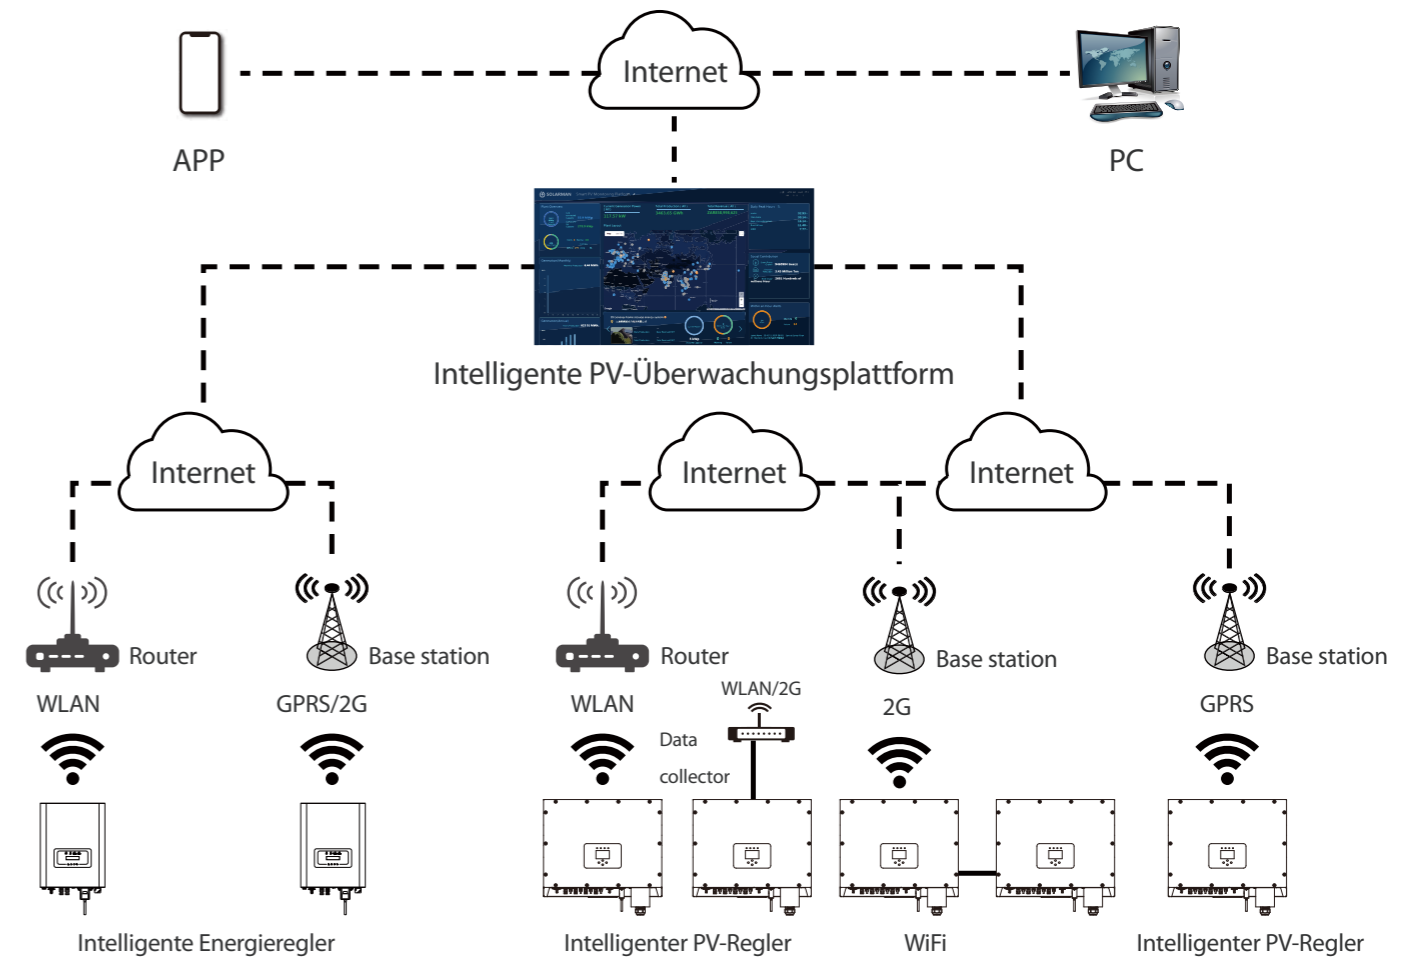 Internet
APP
PC
SOLARMAN
Intelligente PV-Überwachungsplattform
Internet
Internet
Internet
Router
Base station
Router
Base station
Base station
WLAN
GPRS/2G
WLAN
WLAN/2G
2G
GPRS
Data
collector
Intelligente Energieregler
Intelligenter PV-Regler
WiFi
Intelligenter PV-Regler